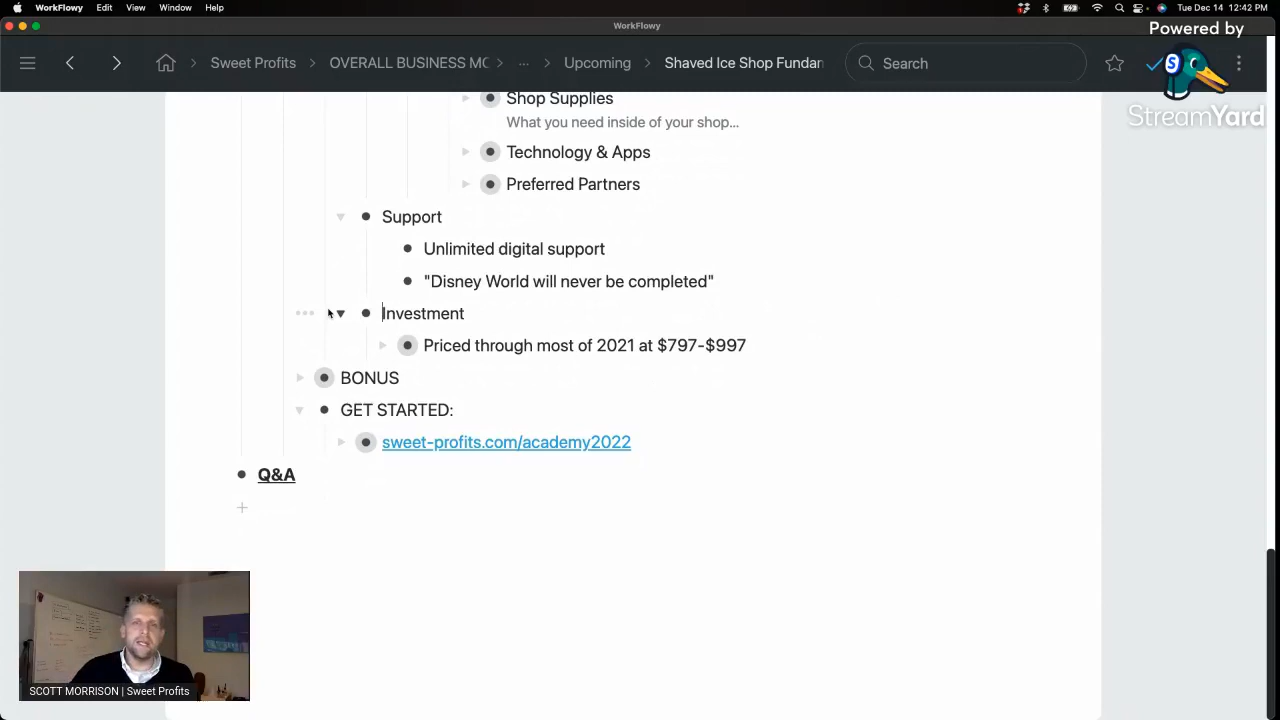 WorkFlowy Edit View Window Help Tue Dec 14 12:42 PM
WorkFlowy
Powered by
Sweet Profits OVERALL BUSINESS MO ... Upcoming Shaved Ice Shop Fundam Search
StreamYard
Shop Supplies
What you need inside of your shop...
Technology & Apps
Preferred Partners
Support
Unlimited digital support
"Disney World will never be completed"
Investment
Priced through most of 2021 at $797-$997
BONUS
GET STARTED:
sweet-profits.com/academy2022
Q&A
SCOTT MORRISON | Sweet Profits